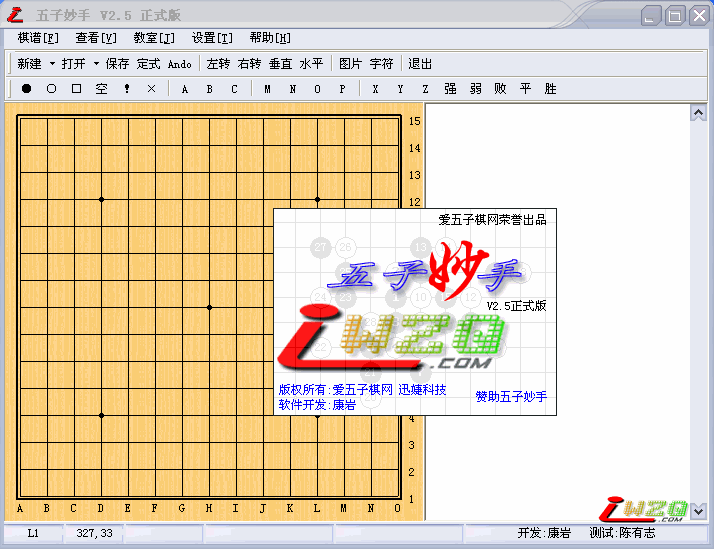 五子妙手 V2.5 正式版
棋谱[F] 查看[V] 教室[J] 设置[T] 帮助[H]
新建 打开 保存 定式 Ando 左转 右转 垂直 水平 图片 字符 退出
空 ! × A B C M N O P X Y Z 强 弱 败 平 胜
15
14
13
12
爱五子棋网荣誉出品
27 26 13
五子妙手
23 1 10 12
V2.5正式版
iWZQ
.COM
版权所有:爱五子棋网 迅婕科技
赞助五子妙手
软件开发:康岩
4
3
2
1
A B C D E F G H I J K L M N O
iWZQ
.COM
L1 327,33 开发:康岩 测试:陈有志